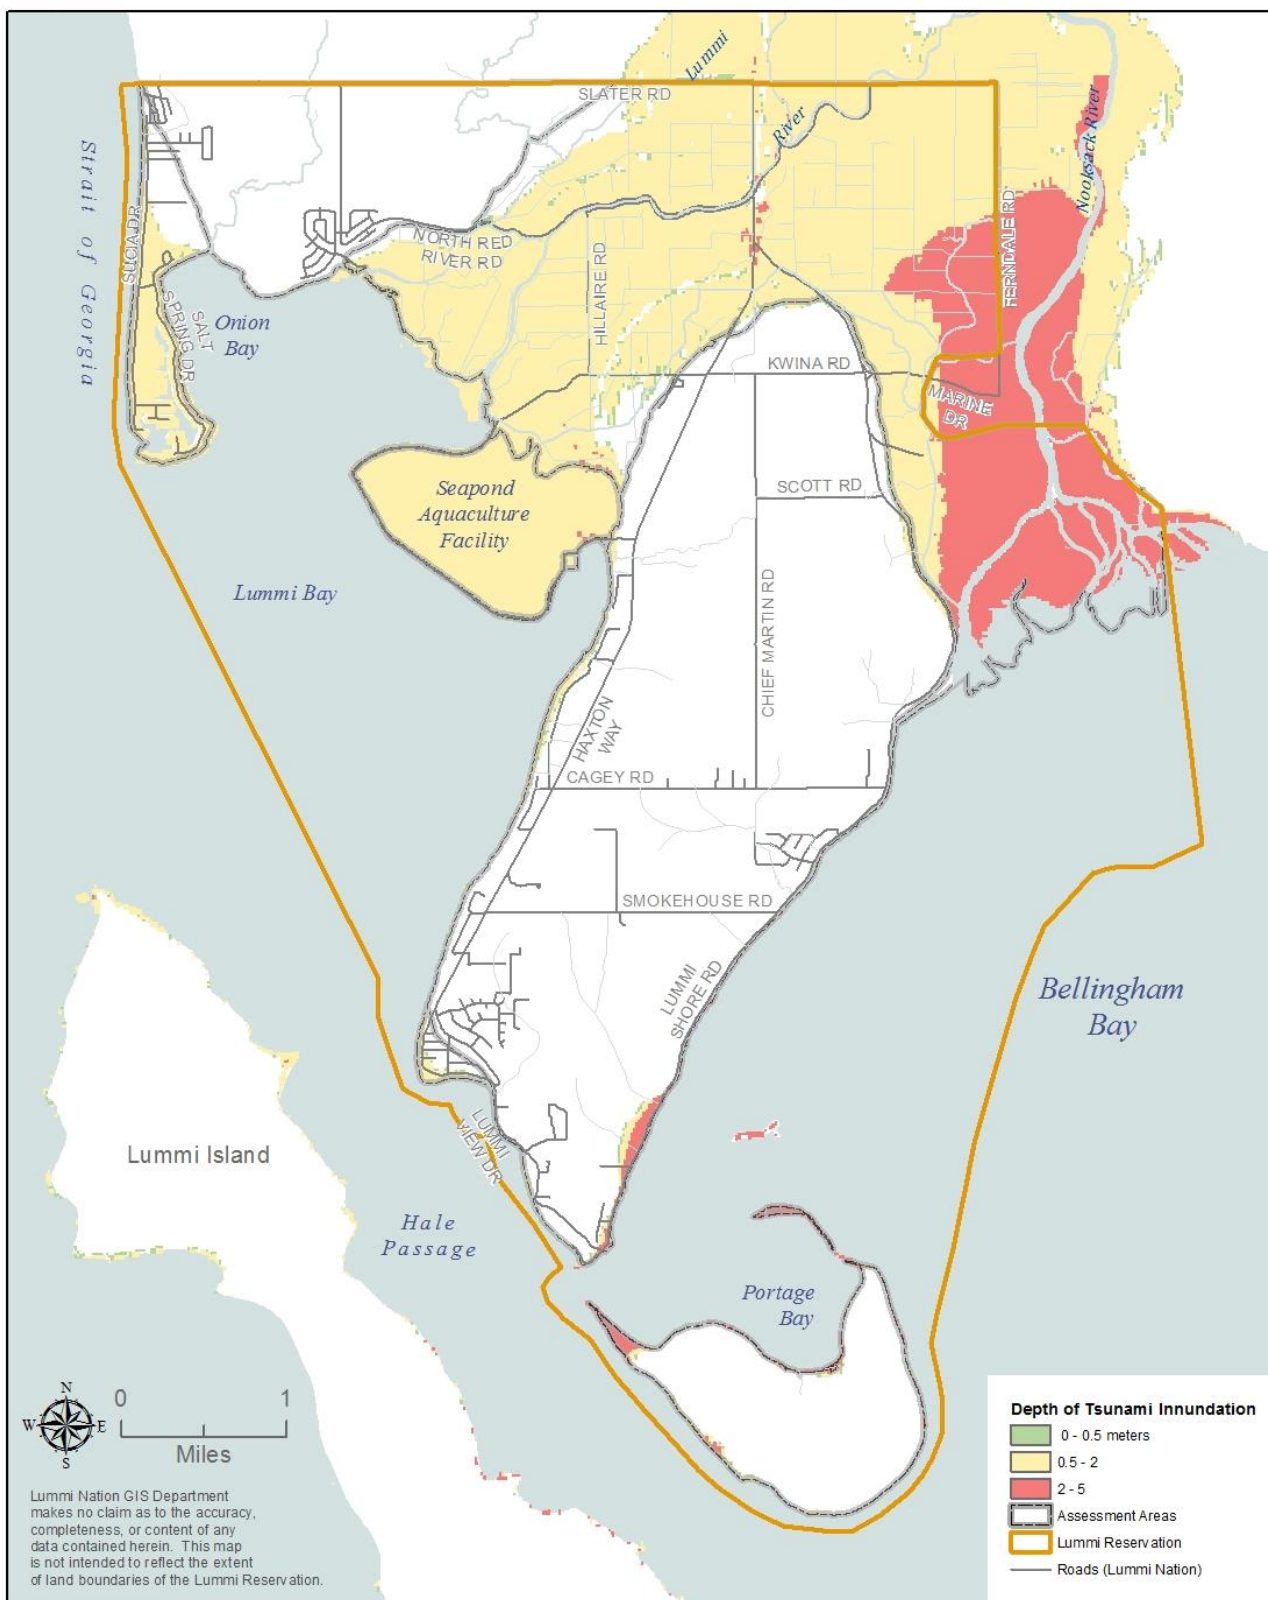 Lummi
River
Nooksack River
SLATER RD
Strait of Georgia
SUCIA DR
NORTH RED
RIVER RD
HILLAIRE RD
FERNDALE RD
SALT
SPRING DR
Onion
Bay
KWINA RD
MARINE
DR
Seapond
Aquaculture
Facility
SCOTT RD
Lummi Bay
CHIEF MARTIN RD
HAXTON
WAY
CAGEY RD
SMOKEHOUSE RD
LUMMI
SHORE RD
Bellingham
Bay
Lummi Island
LUMMI
VIEW DR
Hale
Passage
Portage
Bay
N
W E
S
0 1
Miles
Lummi Nation GIS Department
makes no claim as to the accuracy,
completeness, or content of any
data contained herein. This map
is not intended to reflect the extent
of land boundaries of the Lummi Reservation.
Depth of Tsunami Innundation
0 - 0.5 meters
0.5 - 2
2 - 5
Assessment Areas
Lummi Reservation
Roads (Lummi Nation)